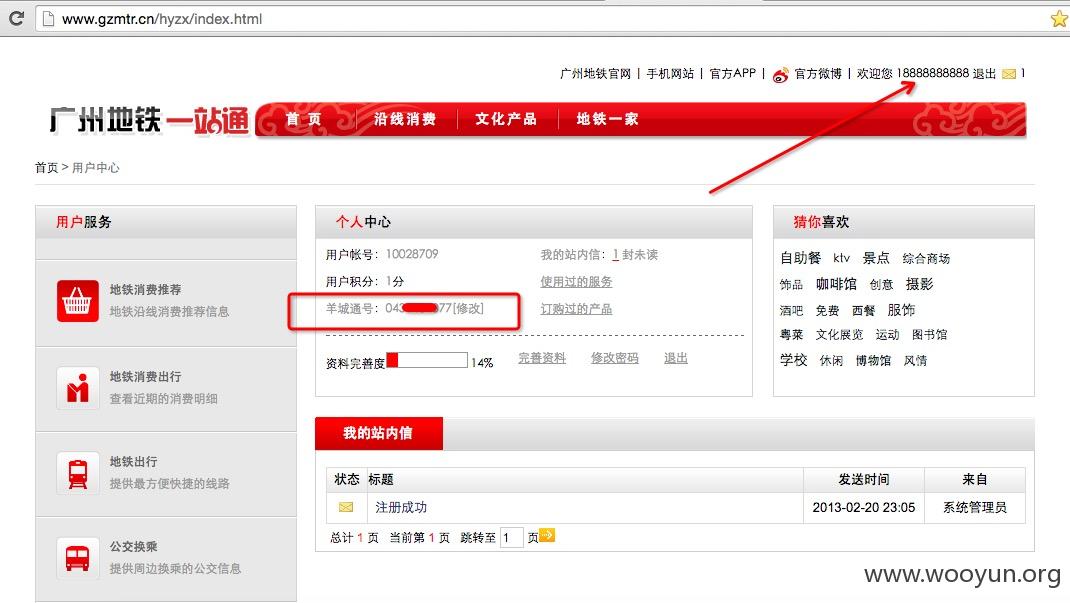 www.gzmtr.cn/hyzx/index.html
广州地铁官网 | 手机网站 | 官方APP | 官方微博 | 欢迎您 18888888888 退出 1
广州地铁一站通
首页 沿线消费 文化产品 地铁一家
首页 > 用户中心
用户服务
地铁消费推荐
地铁沿线消费推荐信息
地铁消费出行
查看近期的消费明细
地铁出行
提供最方便快捷的线路
公交换乘
提供周边换乘的公交信息
个人中心
用户帐号: 10028709 我的站内信: 1 封未读
用户积分: 1分 使用过的服务
羊城通号: 043 77[修改] 订购过的产品
资料完善度 14% 完善资料 修改密码 退出
猜你喜欢
自助餐 ktv 景点 综合商场
饰品 咖啡馆 创意 摄影
酒吧 免费 西餐 服饰
粤菜 文化展览 运动 图书馆
学校 休闲 博物馆 风情
我的站内信
状态 标题 发送时间 来自
注册成功 2013-02-20 23:05 系统管理员
总计 1 页 当前第 1 页 跳转至 1 页
www.wooyun.org